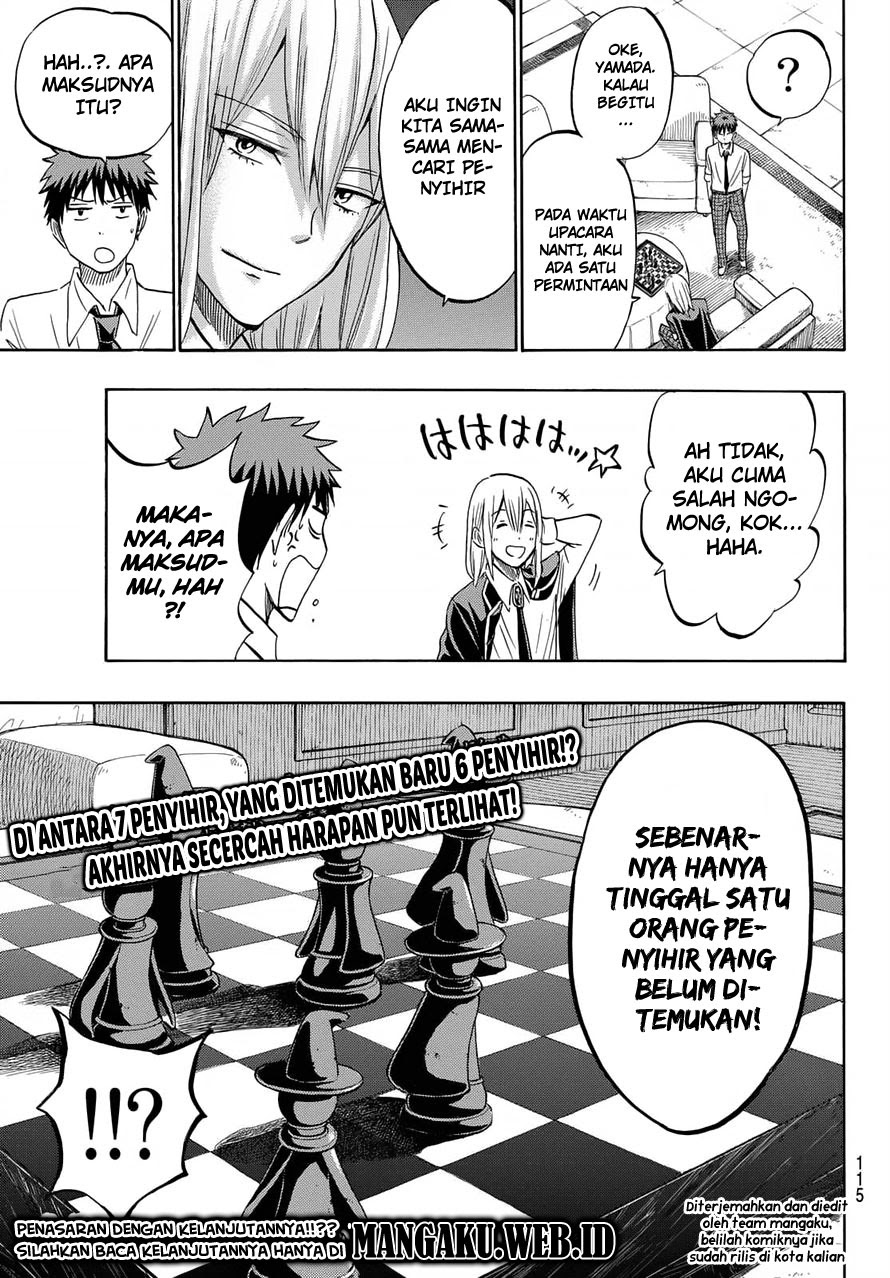 ?
OKE,
YAMADA.
KALAU
BEGITU
...
PADA WAKTU
UPACARA
NANTI, AKU
ADA SATU
PERMINTAAN
AKU INGIN
KITA SAMA-
SAMA MEN-
CARI PE-
NYIHIR
HAH..?. APA
MAKSUDNYA
ITU?
AH TIDAK,
AKU CUMA
SALAH NGO-
MONG, KOK...
HAHA.
はははは...☆
MAKA-
NYA, APA
MAKSUD-
MU, HAH
?!
SEBENAR-
NYA HANYA
TINGGAL SATU
ORANG PE-
NYIHIR YANG
BELUM DI-
TEMUKAN!
DI ANTARA 7 PENYIHIR, YANG DITEMUKAN BARU 6 PENYIHIR!?
AKHIRNYA SECERCAH HARAPAN PUN TERLIHAT!
!!?
115
Diterjemahkan dan diedit
oleh team mangaku,
belilah komiknya jika
sudah rilis di kota kalian
PENASARAN DENGAN KELANJUTANNYA!!??
SILAHKAN BACA KELANJUTANNYA HANYA DI
MANGAKU.WEB.ID